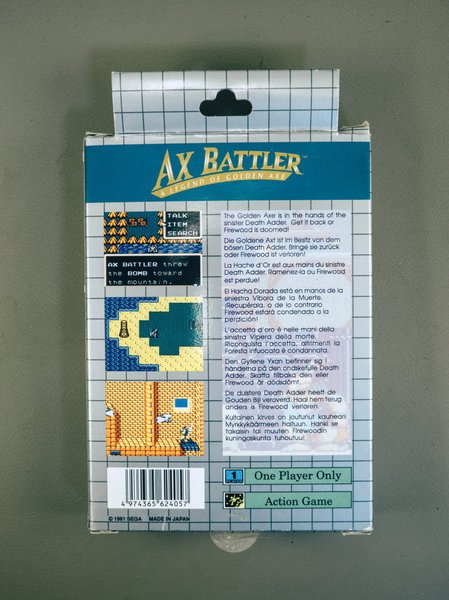 AX BATTLER™
A LEGEND OF GOLDEN AXE
TALK
ITEM
SEARCH
AX BATTLER threw
the BOMB toward
the mountain.
The Golden Axe is in the hands of the
sinister Death Adder. Get it back or
Firewood is doomed!
Die Goldene Axt ist im Besitz von dem
bösen Death Adder. Bringe sie zurück
oder Firewood ist verloren!
La Hache d'Or est aux mains du sinistre
Death Adder. Ramenez-la ou Firewood
est perdue!
El Hacha Dorada está en manos de la
siniestra Víbora de la Muerte.
¡Recupérala, o de lo contrario
Firewood estará condenado a la
perdición!
L'accetta d'oro è nelle mani della
sinistra Vipera della morte.
Riconquista l'accetta, altrimenti la
Foresta infuocata è condannata.
Den Gyllene Yxan befinner sig i
händerna på den ondskefulle Death
Adder. Skaffa tillbaka den eller
Firewood är dödsdömt.
De duistere Death Adder heeft de
Gouden Bijl veroverd. Haal hem terug
anders is Firewood verloren.
Kultainen kirves on joutunut kauhean
Myrkkykäärmeen haltuun. Hanki se
takaisin tai muuten Firewoodin
kuningaskunta tuhoutuu!
1
One Player Only
Action Game
4 974365 624057
© 1991 SEGA MADE IN JAPAN